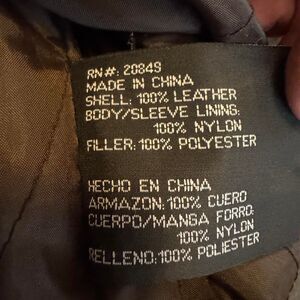 RN#: 20849
MADE IN CHINA
SHELL: 100% LEATHER
BODY/SLEEVE LINING:
100% NYLON
FILLER: 100% POLYESTER
HECHO EN CHINA
ARMAZON: 100% CUERO
CUERPO/MANGA FORRO:
100% NYLON
RELLENO: 100% POLIESTER